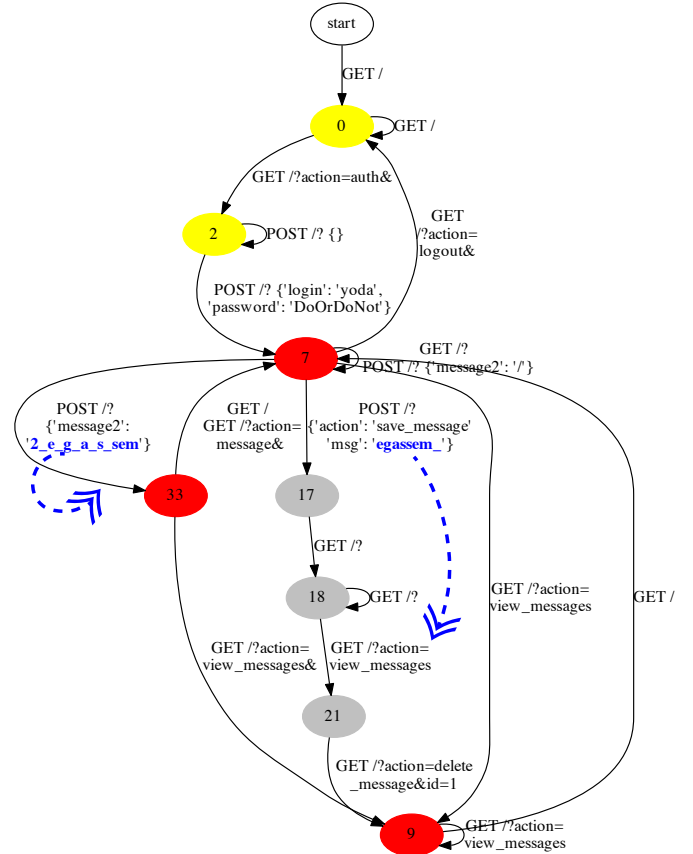 start
GET /
0
GET /
GET /?action=auth&
GET
/?action=
logout&
2
POST /? {}
POST /? {'login': 'yoda',
'password': 'DoOrDoNot'}
7
GET /?
POST /? {'message2': '/'}
POST /?
{'message2':
'2_e_g_a_s_sem'}
GET /
GET /?action=
message&
POST /?
{'action': 'save_message'
'msg': 'egassem_'}
33
17
GET /?
18
GET /?
GET /?action=
view_messages
GET /
GET /?action=
view_messages&
GET /?action=
view_messages
21
GET /?action=delete
_message&id=1
9
GET /?action=
view_messages